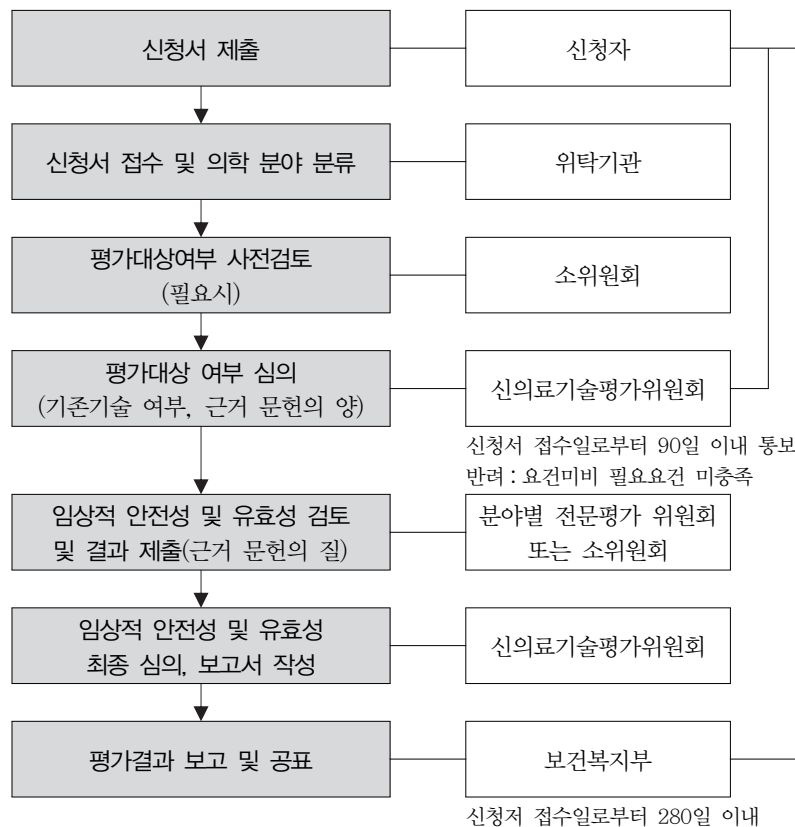 신청서 제출
신청자
신청서 접수 및 의학 분야 분류
위탁기관
평가대상여부 사전검토
(필요시)
소위원회
평가대상 여부 심의
(기존기술 여부, 근거 문헌의 양)
신의료기술평가위원회
신청서 접수일로부터 90일 이내 통보
반려 : 요건미비 필요요건 미충족
임상적 안전성 및 유효성 검토
및 결과 제출(근거 문헌의 질)
분야별 전문평가 위원회
또는 소위원회
임상적 안전성 및 유효성
최종 심의, 보고서 작성
신의료기술평가위원회
평가결과 보고 및 공표
보건복지부
신청저 접수일로부터 280일 이내